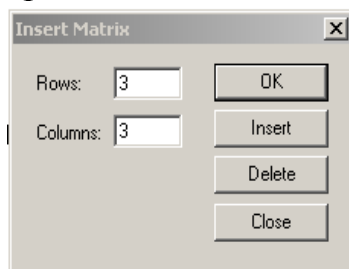 Insert Matrix
Rows: 3 OK
Columns: 3 Insert
Delete
Close